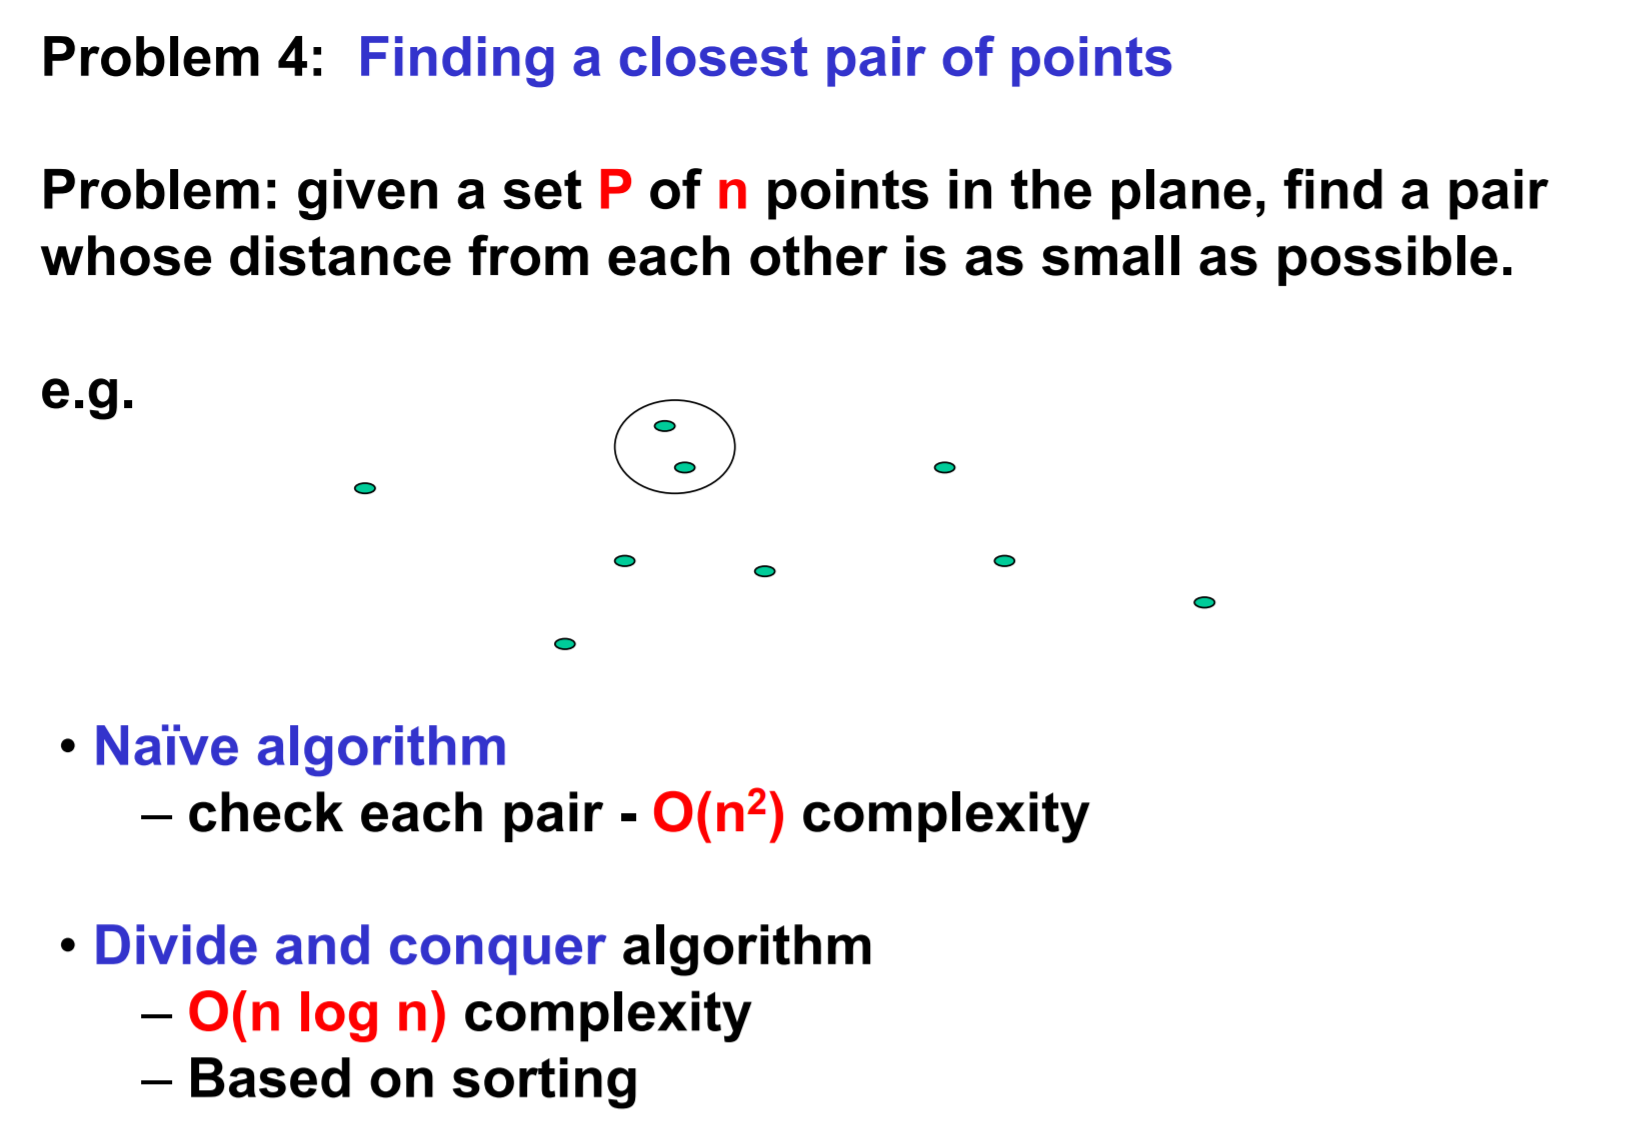 Problem 4: Finding a closest pair of points
Problem: given a set P of n points in the plane, find a pair
whose distance from each other is as small as possible.
e.g.
• Naïve algorithm
– check each pair - O(n²) complexity
• Divide and conquer algorithm
– O(n log n) complexity
– Based on sorting